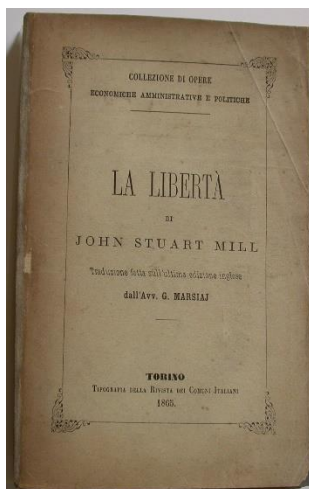 COLLEZIONE DI OPERE
ECONOMICHE AMMINISTRATIVE E POLITICHE
LA LIBERTÀ
DI
JOHN STUART MILL
Traduzione fatta sull'ultima edizione inglese
dall'Avv. G. MARSIAJ
TORINO
TIPOGRAFIA DELLA RIVISTA DEI COMUNI ITALIANI
1865.